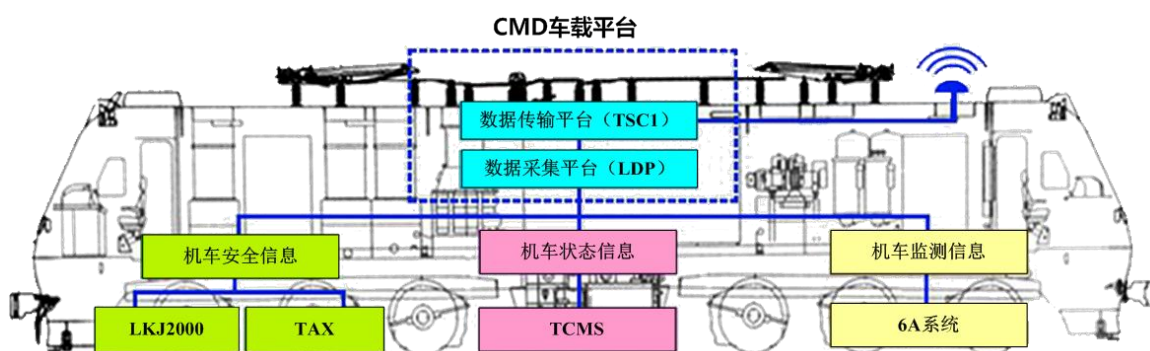 CMD车载平台
数据传输平台（TSC1）
数据采集平台（LDP）
机车安全信息
机车状态信息
机车监测信息
LKJ2000
TAX
TCMS
6A系统